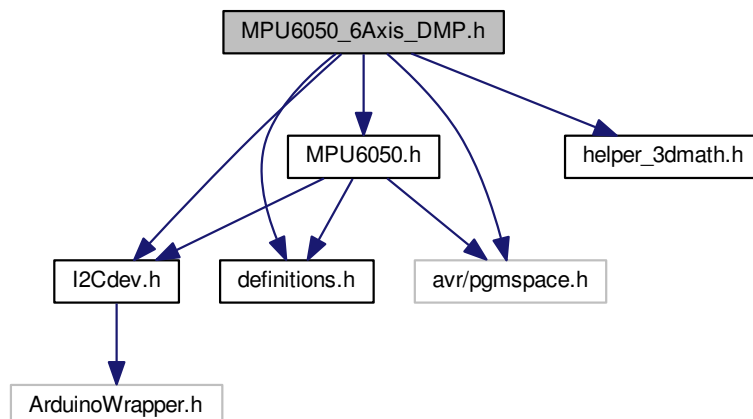 MPU6050_6Axis_DMP.h
MPU6050.h
helper_3dmath.h
I2Cdev.h
definitions.h
avr/pgmspace.h
ArduinoWrapper.h